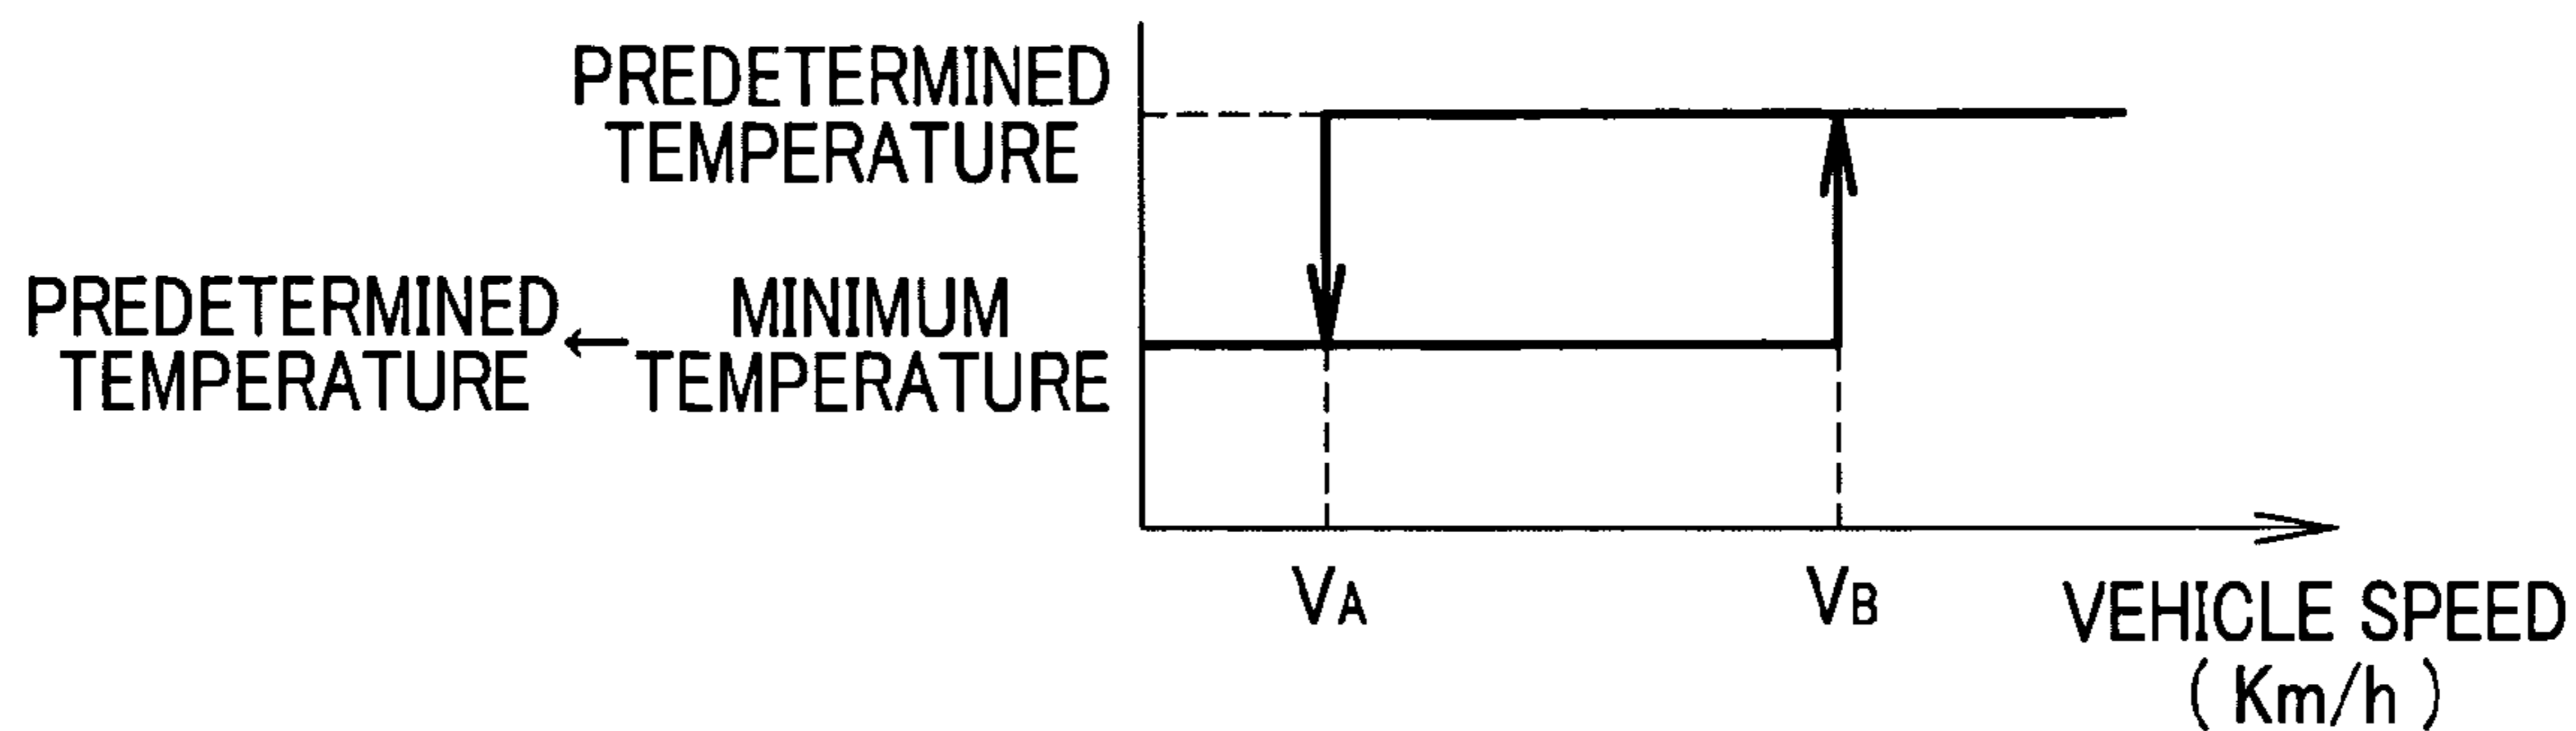 PREDETERMINED
TEMPERATURE
PREDETERMINED
TEMPERATURE
←
MINIMUM
TEMPERATURE
VA
VB
VEHICLE SPEED
( Km/h )